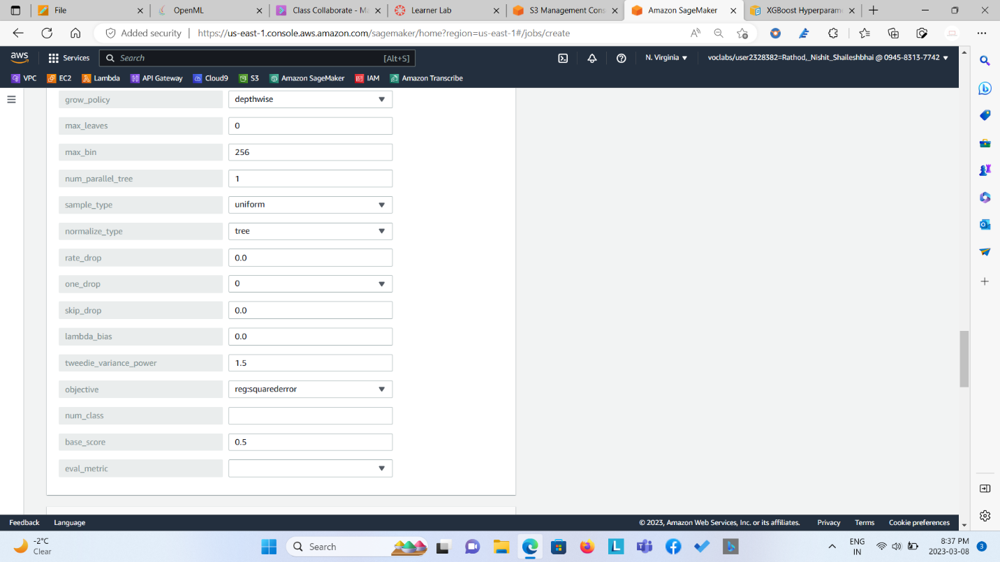 File
OpenML
Class Collaborate - Ma
Learner Lab
S3 Management Cons
Amazon SageMaker
XGBoost Hyperparame
Added security
https://us-east-1.console.aws.amazon.com/sagemaker/home?region=us-east-1#/jobs/create
aws
Services
Search
[Alt+S]
N. Virginia
voclabs/user2328382=Rathod,_Nishit_Shaileshbhai @ 0945-8313-7742
VPC
EC2
Lambda
API Gateway
Cloud9
S3
Amazon SageMaker
IAM
Amazon Transcribe
grow_policy depthwise
max_leaves 0
max_bin 256
num_parallel_tree 1
sample_type uniform
normalize_type tree
rate_drop 0.0
one_drop 0
skip_drop 0.0
lambda_bias 0.0
tweedie_variance_power 1.5
objective reg:squarederror
num_class
base_score 0.5
eval_metric
Feedback
Language
© 2023, Amazon Web Services, Inc. or its affiliates.
Privacy
Terms
Cookie preferences
-2°C
Clear
Search
ENG
IN
8:37 PM
2023-03-08
3